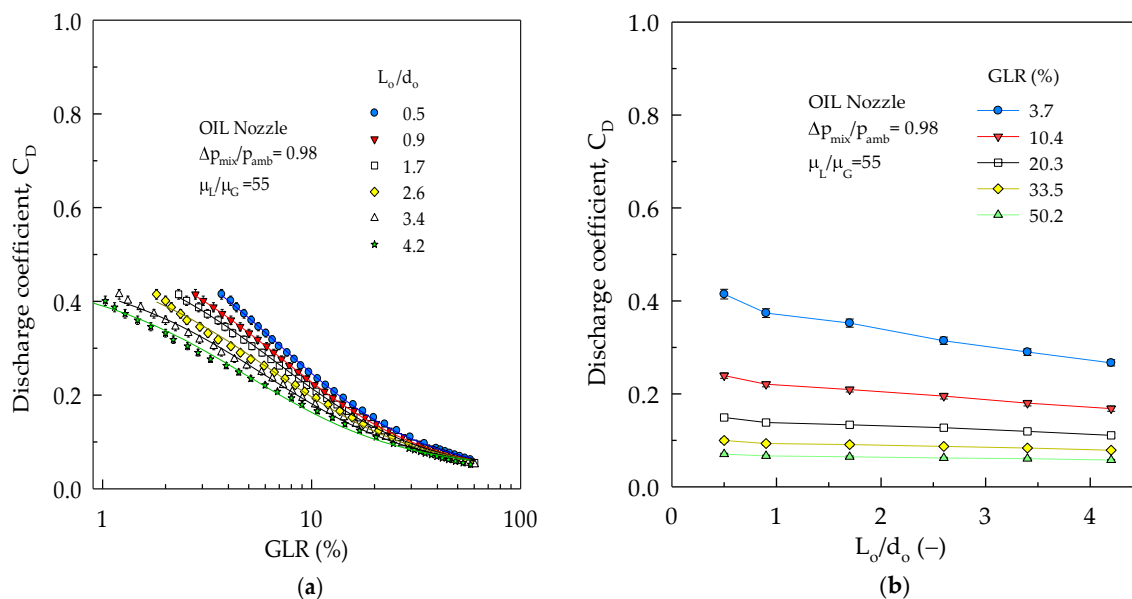 1.0
0.8
0.6
0.4
0.2
0.0
Discharge coefficient, C_D
L_o/d_o
0.5
0.9
1.7
2.6
3.4
4.2
OIL Nozzle
Δp_mix/p_amb = 0.98
μ_L/μ_G =55
1 10 100
GLR (%)
(a)
1.0
0.8
0.6
0.4
0.2
0.0
Discharge coefficient, C_D
GLR (%)
3.7
10.4
20.3
33.5
50.2
OIL Nozzle
Δp_mix/p_amb = 0.98
μ_L/μ_G =55
0 1 2 3 4
L_o/d_o (–)
(b)